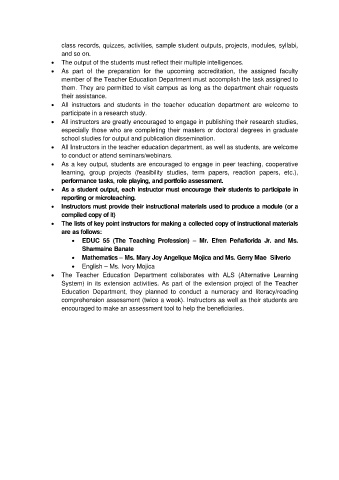 class records, quizzes, activities, sample student outputs, projects, modules, syllabi,
and so on.
• The output of the students must reflect their multiple intelligences.
• As part of the preparation for the upcoming accreditation, the assigned faculty
member of the Teacher Education Department must accomplish the task assigned to
them. They are permitted to visit campus as long as the department chair requests
their assistance.
• All instructors and students in the teacher education department are welcome to
participate in a research study.
• All instructors are greatly encouraged to engage in publishing their research studies,
especially those who are completing their masters or doctoral degrees in graduate
school studies for output and publication dissemination.
• All Instructors in the teacher education department, as well as students, are welcome
to conduct or attend seminars/webinars.
• As a key output, students are encouraged to engage in peer teaching, cooperative
learning, group projects (feasibility studies, term papers, reaction papers, etc.),
performance tasks, role playing, and portfolio assessment.
• As a student output, each instructor must encourage their students to participate in
reporting or microteaching.
• Instructors must provide their instructional materials used to produce a module (or a
compiled copy of it)
• The lists of key point instructors for making a collected copy of instructional materials
are as follows:
• EDUC 55 (The Teaching Profession) – Mr. Efren Peñaflorida Jr. and Ms.
Sharmaine Banate
• Mathematics – Ms. Mary Joy Angelique Mojica and Ms. Gerry Mae Silverio
• English – Ms. Ivory Mojica
• The Teacher Education Department collaborates with ALS (Alternative Learning
System) in its extension activities. As part of the extension project of the Teacher
Education Department, they planned to conduct a numeracy and literacy/reading
comprehension assessment (twice a week). Instructors as well as their students are
encouraged to make an assessment tool to help the beneficiaries.